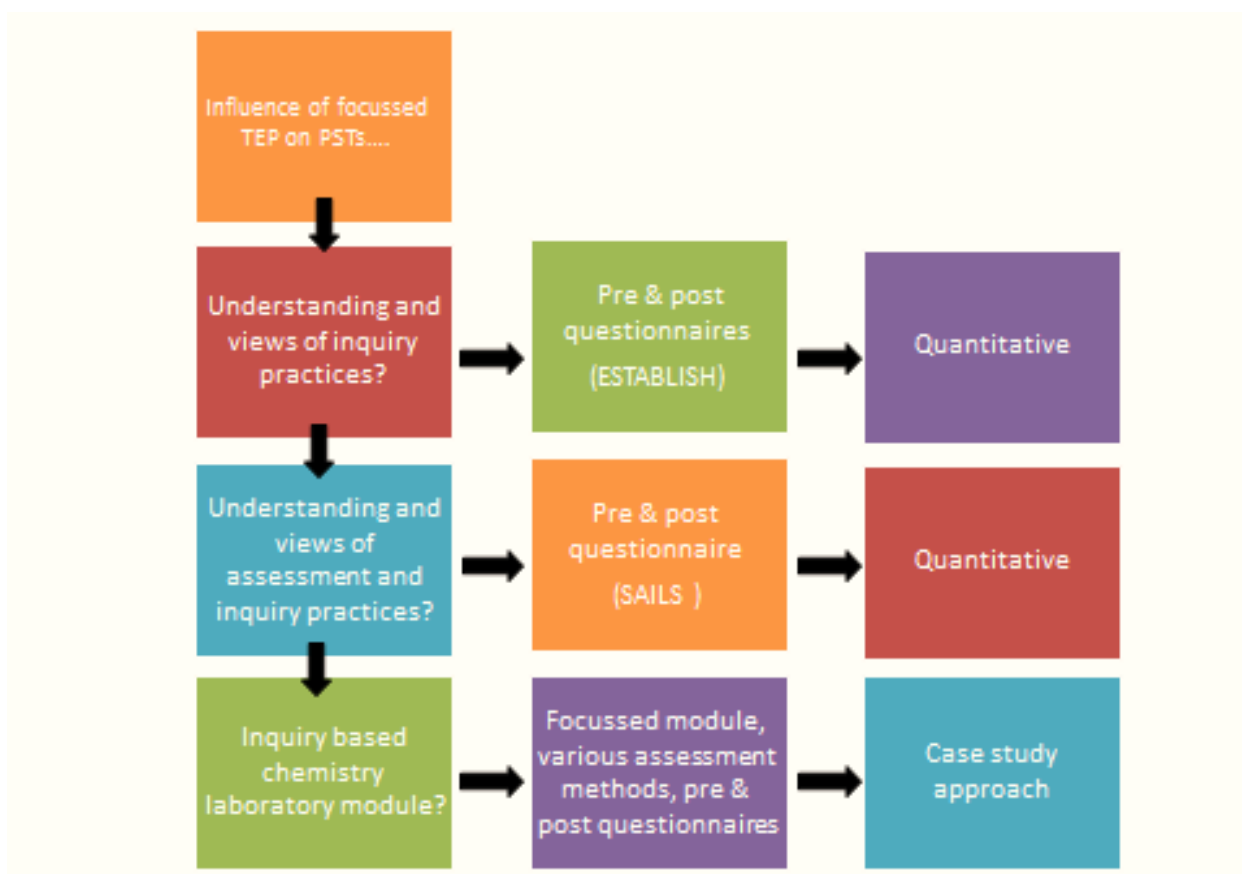 Influence of focussed
TEP on PSTs....
Understanding and
views of inquiry
practices?
Pre & post
questionnaires
(ESTABLISH)
Quantitative
Understanding and
views of
assessment and
inquiry practices?
Pre & post
questionnaire
(SAILS )
Quantitative
Inquiry based
chemistry
laboratory module?
Focussed module,
various assessment
methods, pre &
post questionnaires
Case study
approach